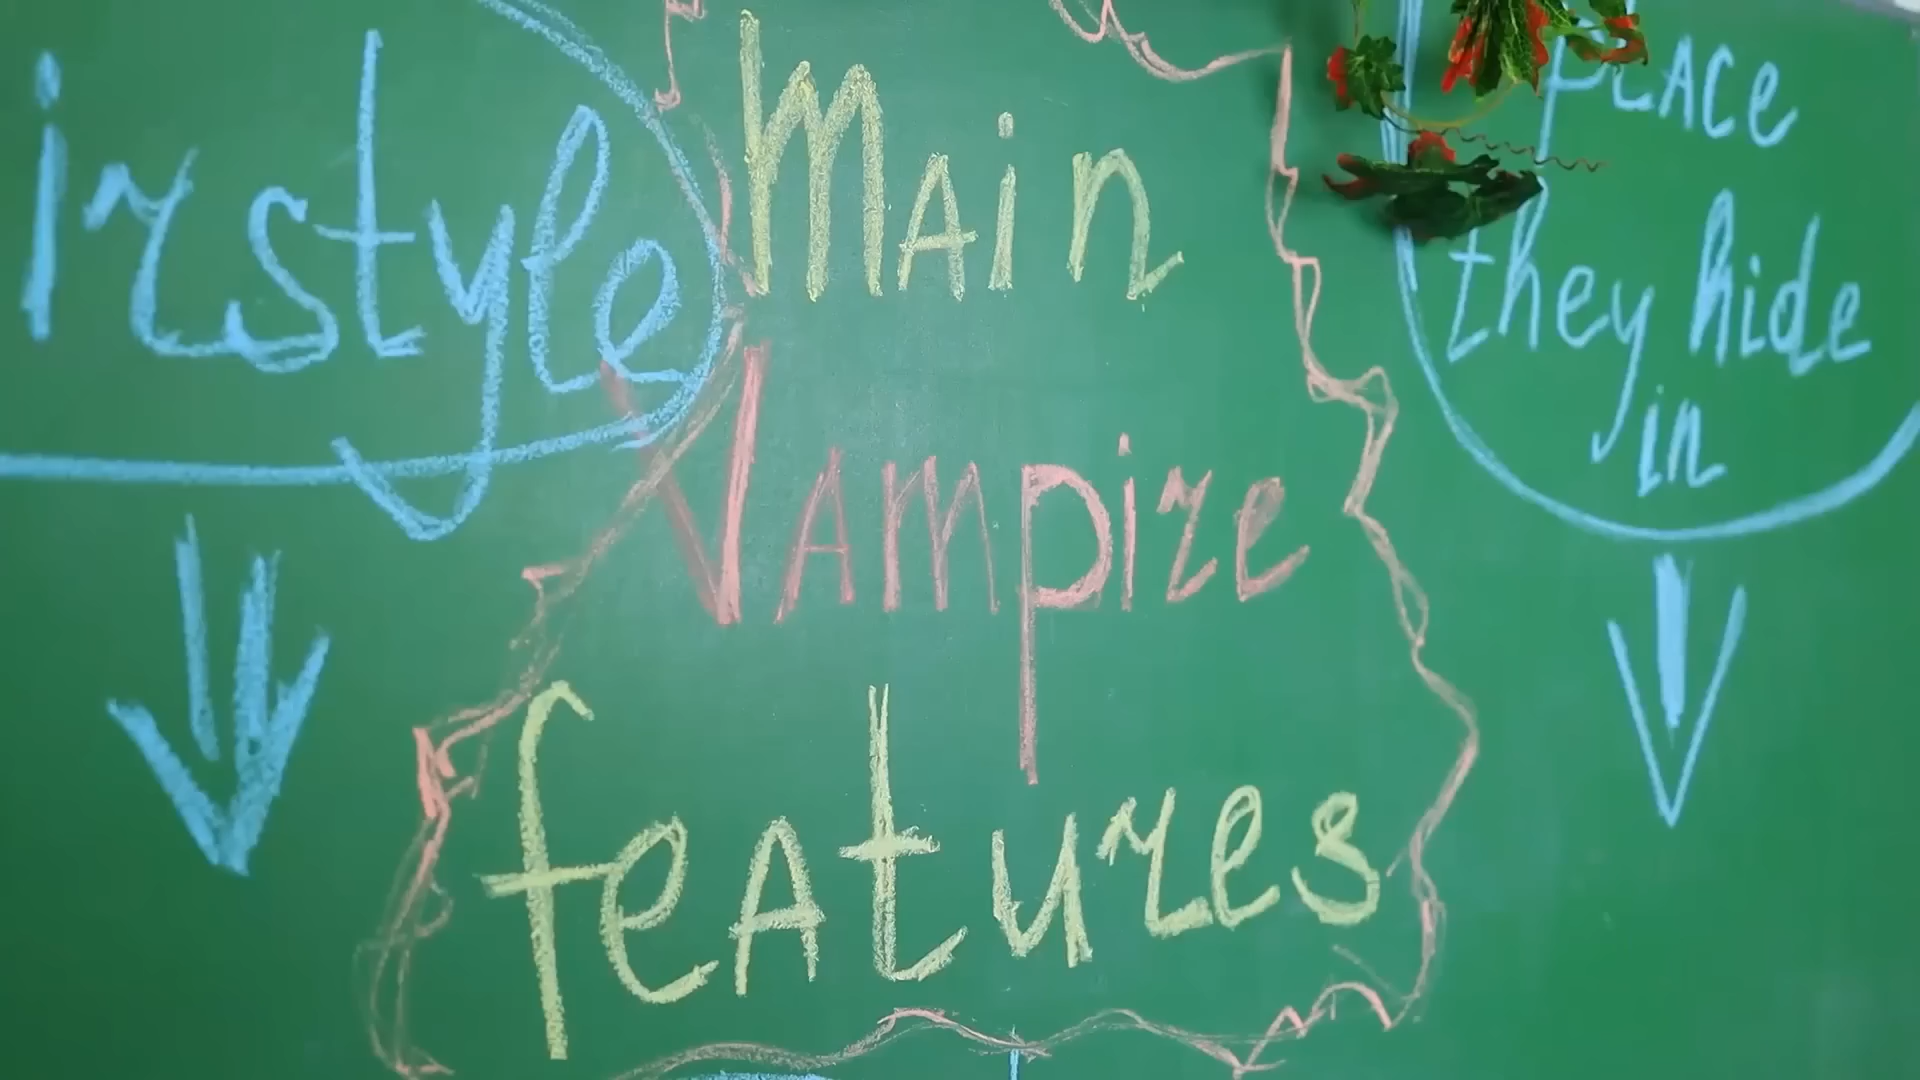 irstyle
Main
Vampire
features
place
they hide
in